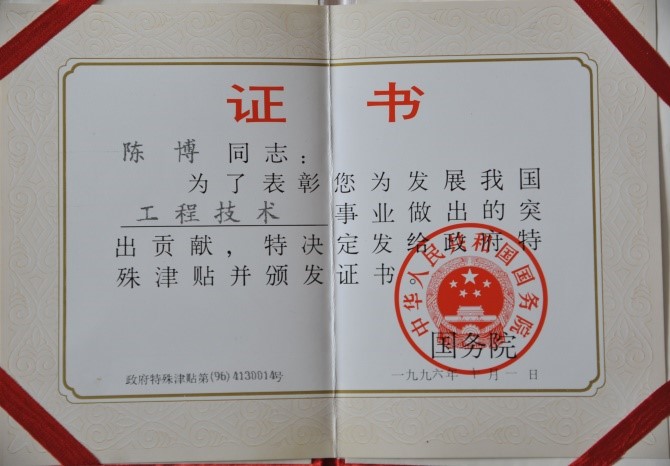 证书
陈博同志：
为了表彰您为发展我国
工程技术事业做出的突
出贡献，特决定发给政府特
殊津贴并颁发证书。
中华人民共和国国务院
国务院
政府特殊津贴第(96)4130014号
一九九六年十月一日